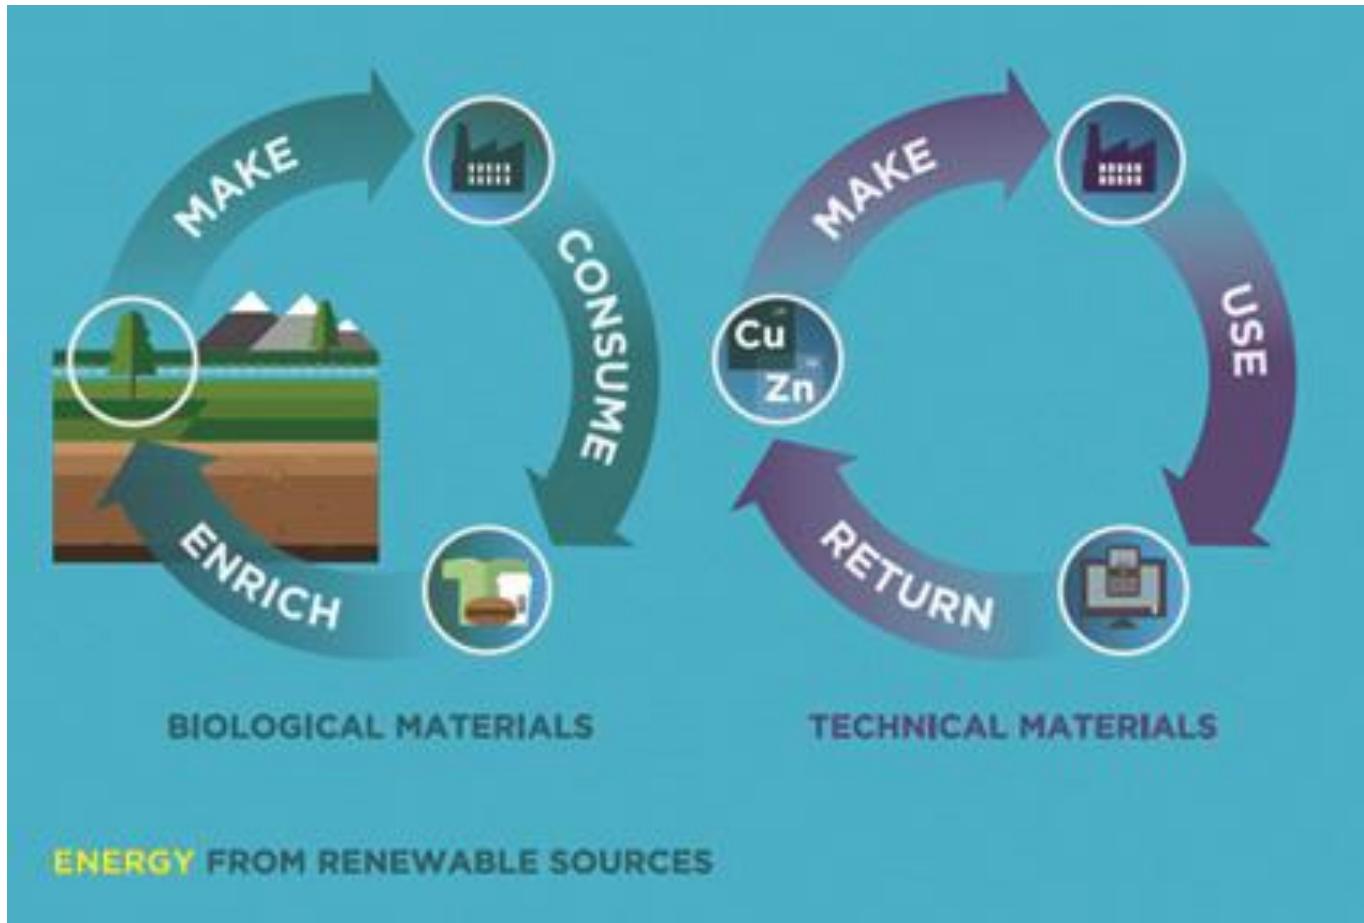 MAKE
CONSUME
ENRICH
BIOLOGICAL MATERIALS
MAKE
USE
RETURN
Cu
Zn
TECHNICAL MATERIALS
ENERGY FROM RENEWABLE SOURCES